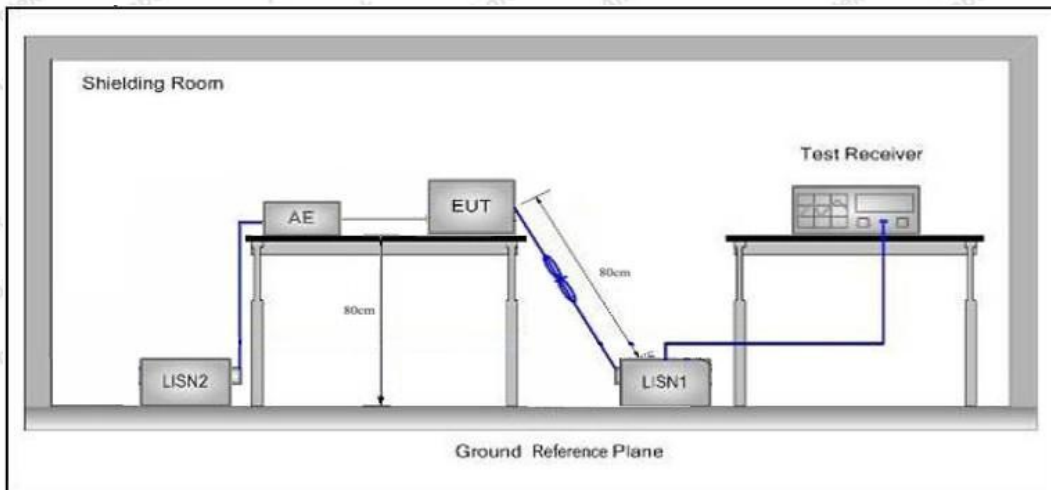 Shielding Room
Test Receiver
AE
EUT
80cm
80cm
LISN2
LISN1
Ground Reference Plane